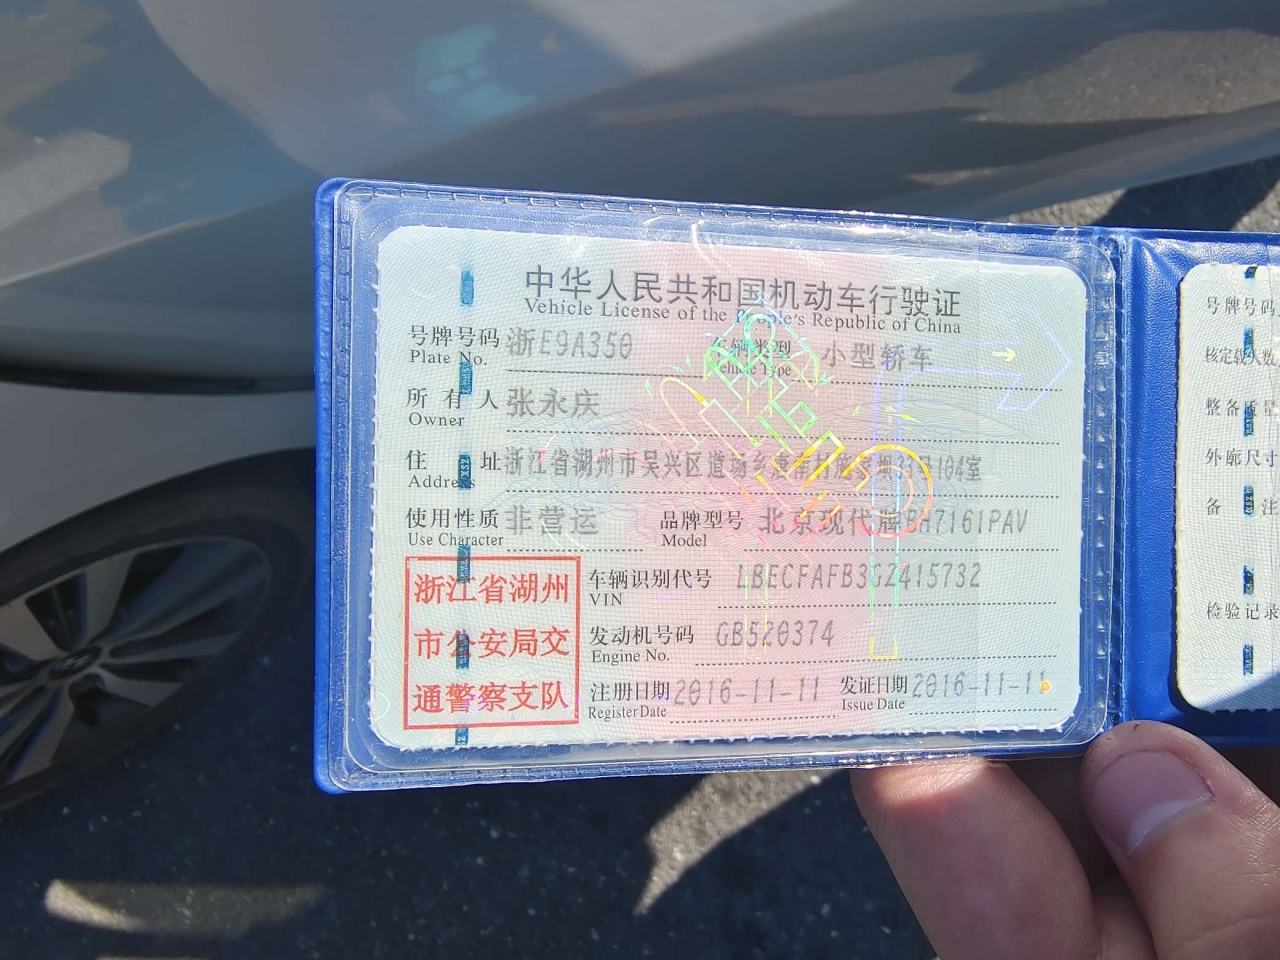 中华人民共和国机动车行驶证
Vehicle License of the People's Republic of China
号牌号码 浙E9A350 车辆类型 小型轿车
Plate No. Vehicle Type
所有人 张永庆
Owner
住址 浙江省湖州市吴兴区道场乡 号104室
Address
使用性质 非营运 品牌型号 北京现代牌BH7161PAV
Use Character Model
浙江省湖州
市公安局交
通警察支队
车辆识别代号 LBECFAFB3GZ415732
VIN
发动机号码 GB520374
Engine No.
注册日期 2016-11-11 发证日期 2016-11-11
Register Date Issue Date
号牌号码
核定载人数
整备质量
外廓尺寸
备注
检验记录